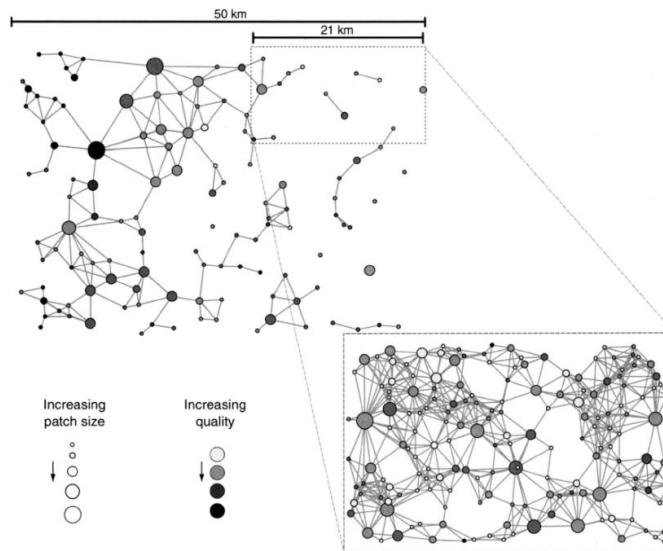 50 km
21 km
Increasing
patch size
Increasing
quality